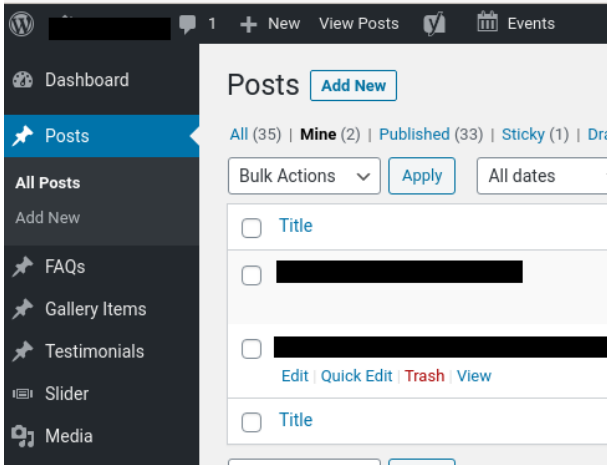 1 New View Posts Events
Dashboard
Posts Add New
Posts
All (35) | Mine (2) | Published (33) | Sticky (1) |
All Posts
Bulk Actions Apply All dates
Add New
Title
FAQs
Gallery Items
Testimonials
Edit | Quick Edit | Trash | View
Slider
Title
Media